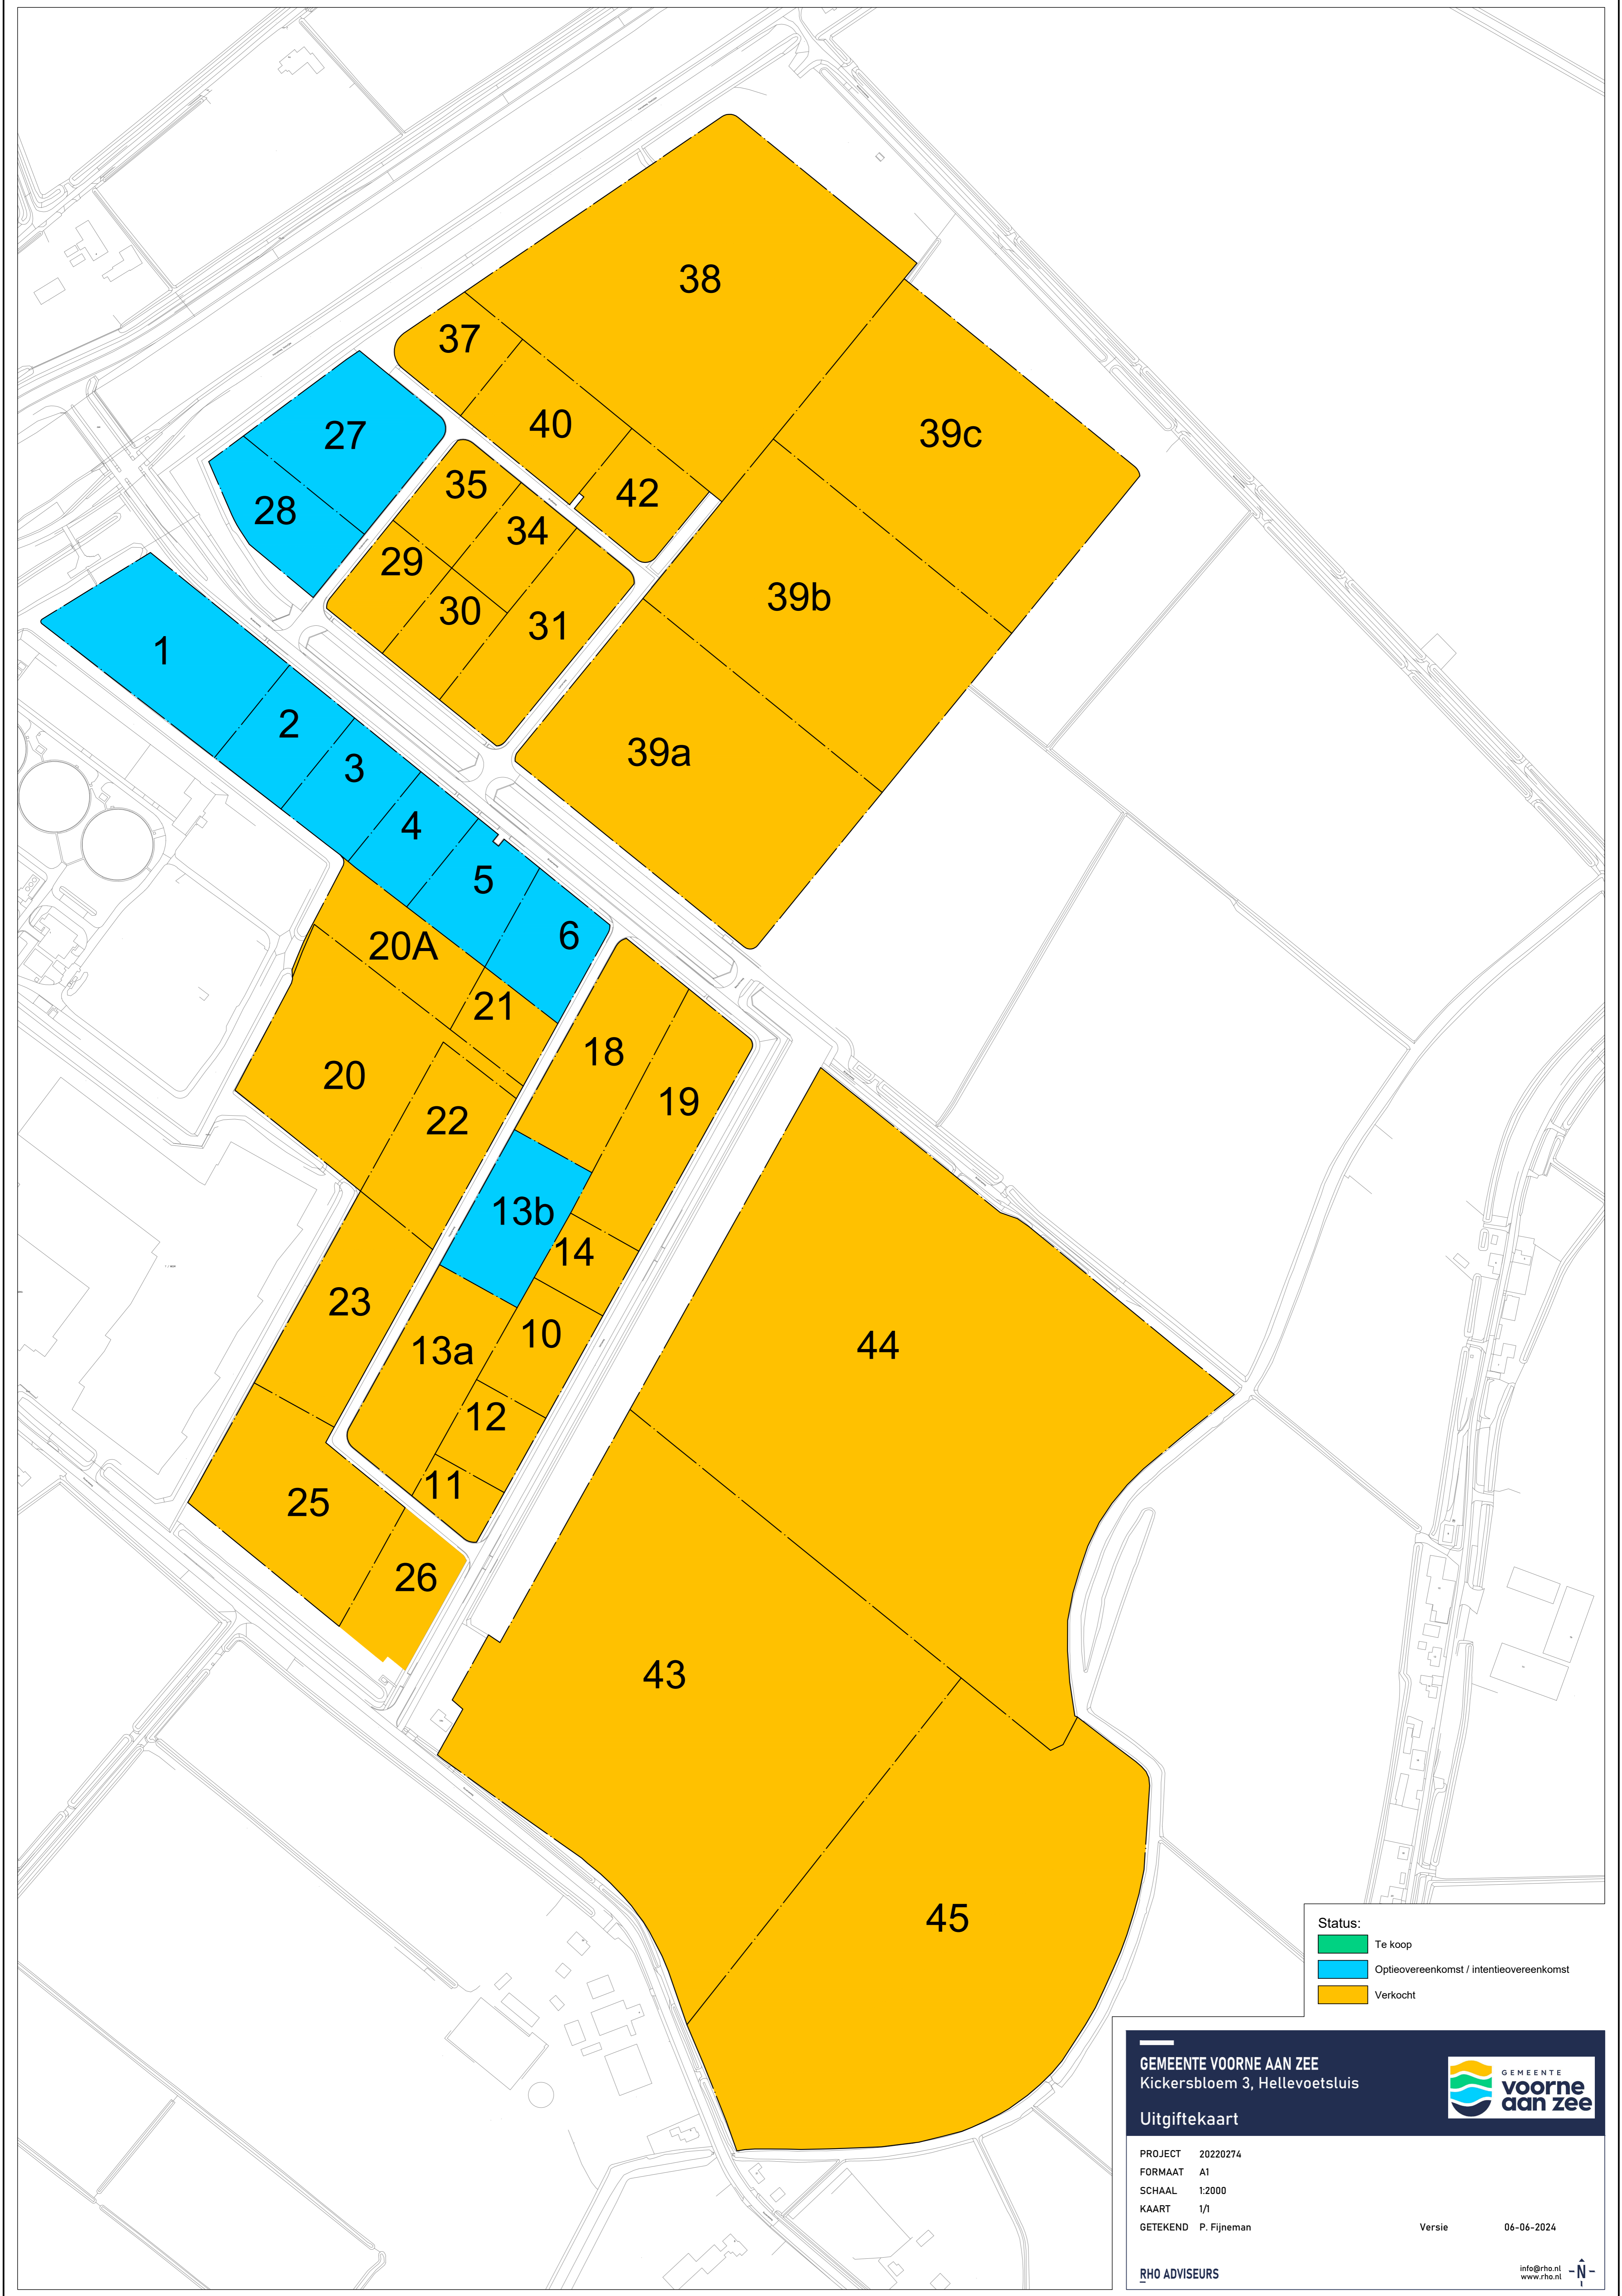 38
37
39c
27
40
35
42
28
34
29
39b
30
31
1
2
39a
3
4
5
6
20A
21
18
20
19
22
13b
14
23
10
44
13a
12
11
25
26
43
45
Status:
Te koop
Optieovereenkomst / intentieovereenkomst
Verkocht
GEMEENTE VOORNE AAN ZEE
Kickersbloem 3, Hellevoetsluis
Uitgiftekaart
GEMEENTE
voorne
aan zee
PROJECT 20220274
FORMAAT A1
SCHAAL 1:2000
KAART 1/1
GETEKEND P. Fijneman Versie 06-06-2024
RHO ADVISEURS
info@rho.nl
www.rho.nl
N